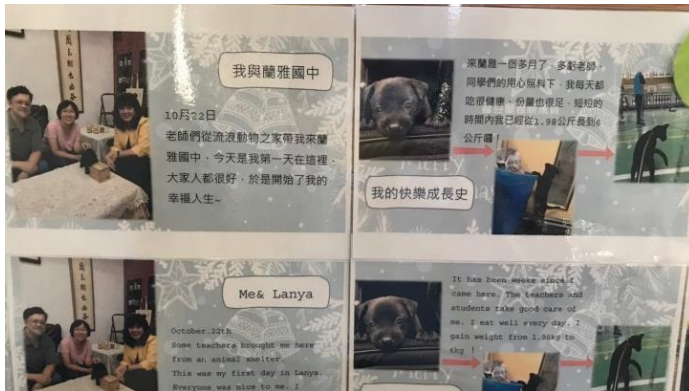 我與蘭雅國中
10月22日
老師們從流浪動物之家帶我來蘭
雅國中，今天是我第一天在這裡，
大家人都很好，於是開始了我的
幸福人生~
來蘭雅一個多月了，多虧老師、
同學們的用心照料下，我每天都
吃很健康、份量也很足，短短的
時間內我已經從1.98公斤長到6
公斤囉！
Merry
我的快樂成長史
Me& Lanya
October.22th
Some teachers brought me here
from an animal shelter.
This was my first day in Lanya.
Everyone was nice to me. I
It has been weeks since I
came here. The teachers and
students take good care of
me. I eat well every day. I
gain weight from 1.98kg to
6kg !
Merry